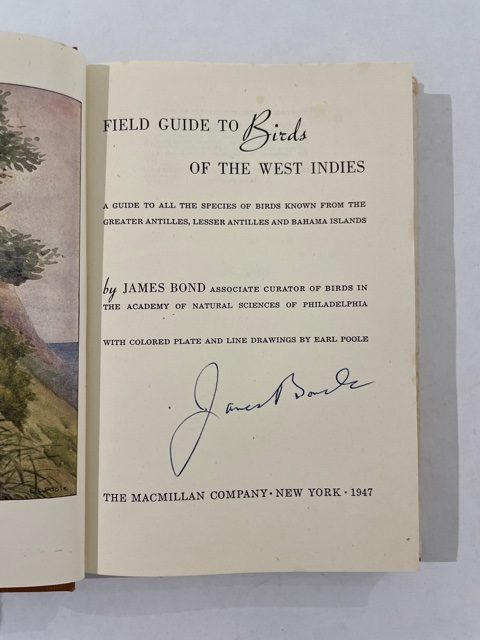 FIELD GUIDE TO Birds
OF THE WEST INDIES
A GUIDE TO ALL THE SPECIES OF BIRDS KNOWN FROM THE
GREATER ANTILLES, LESSER ANTILLES AND BAHAMA ISLANDS
by JAMES BOND ASSOCIATE CURATOR OF BIRDS IN
THE ACADEMY OF NATURAL SCIENCES OF PHILADELPHIA
WITH COLORED PLATE AND LINE DRAWINGS BY EARL POOLE
James Bond
THE MACMILLAN COMPANY · NEW YORK · 1947